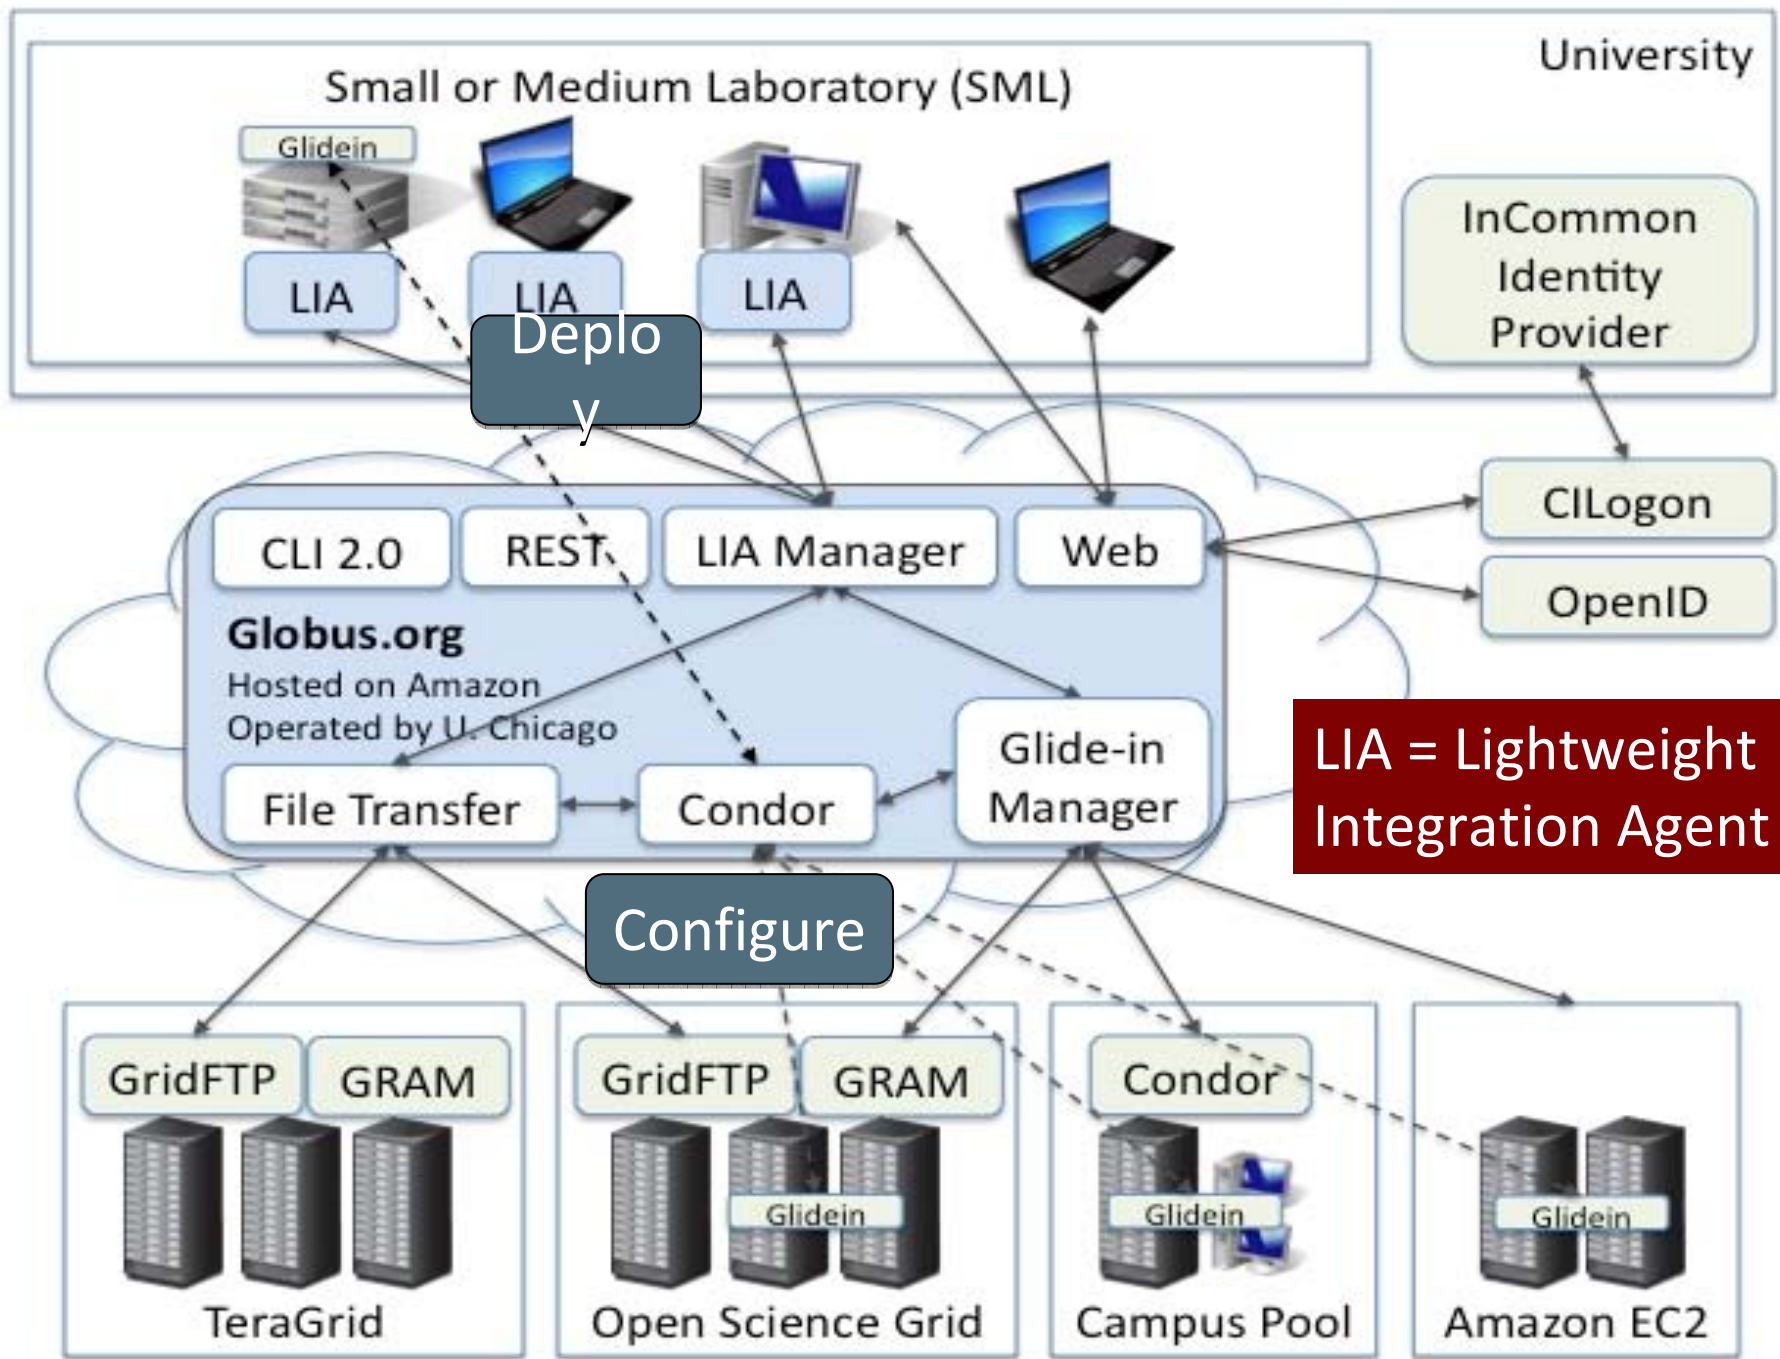 University
Small or Medium Laboratory (SML)
Glidein
InCommon
Identity
Provider
LIA
LIA
LIA
Deplo
y
CILogon
OpenID
CLI 2.0
REST
LIA Manager
Web
Globus.org
Hosted on Amazon
Operated by U. Chicago
Glide-in
Manager
File Transfer
Condor
LIA = Lightweight
Integration Agent
Configure
GridFTP
GRAM
GridFTP
GRAM
Condor
Glidein
Glidein
Glidein
TeraGrid
Open Science Grid
Campus Pool
Amazon EC2